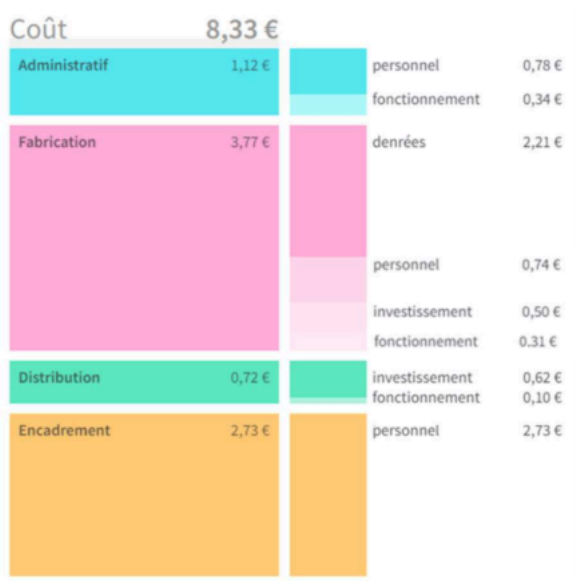 Coût 8,33 €
Administratif 1,12 € personnel 0,78 €
fonctionnement 0,34 €
Fabrication 3,77 € denrées 2,21 €
personnel 0,74 €
investissement 0,50 €
fonctionnement 0.31 €
Distribution 0,72 € investissement 0,62 €
fonctionnement 0,10 €
Encadrement 2,73 € personnel 2,73 €